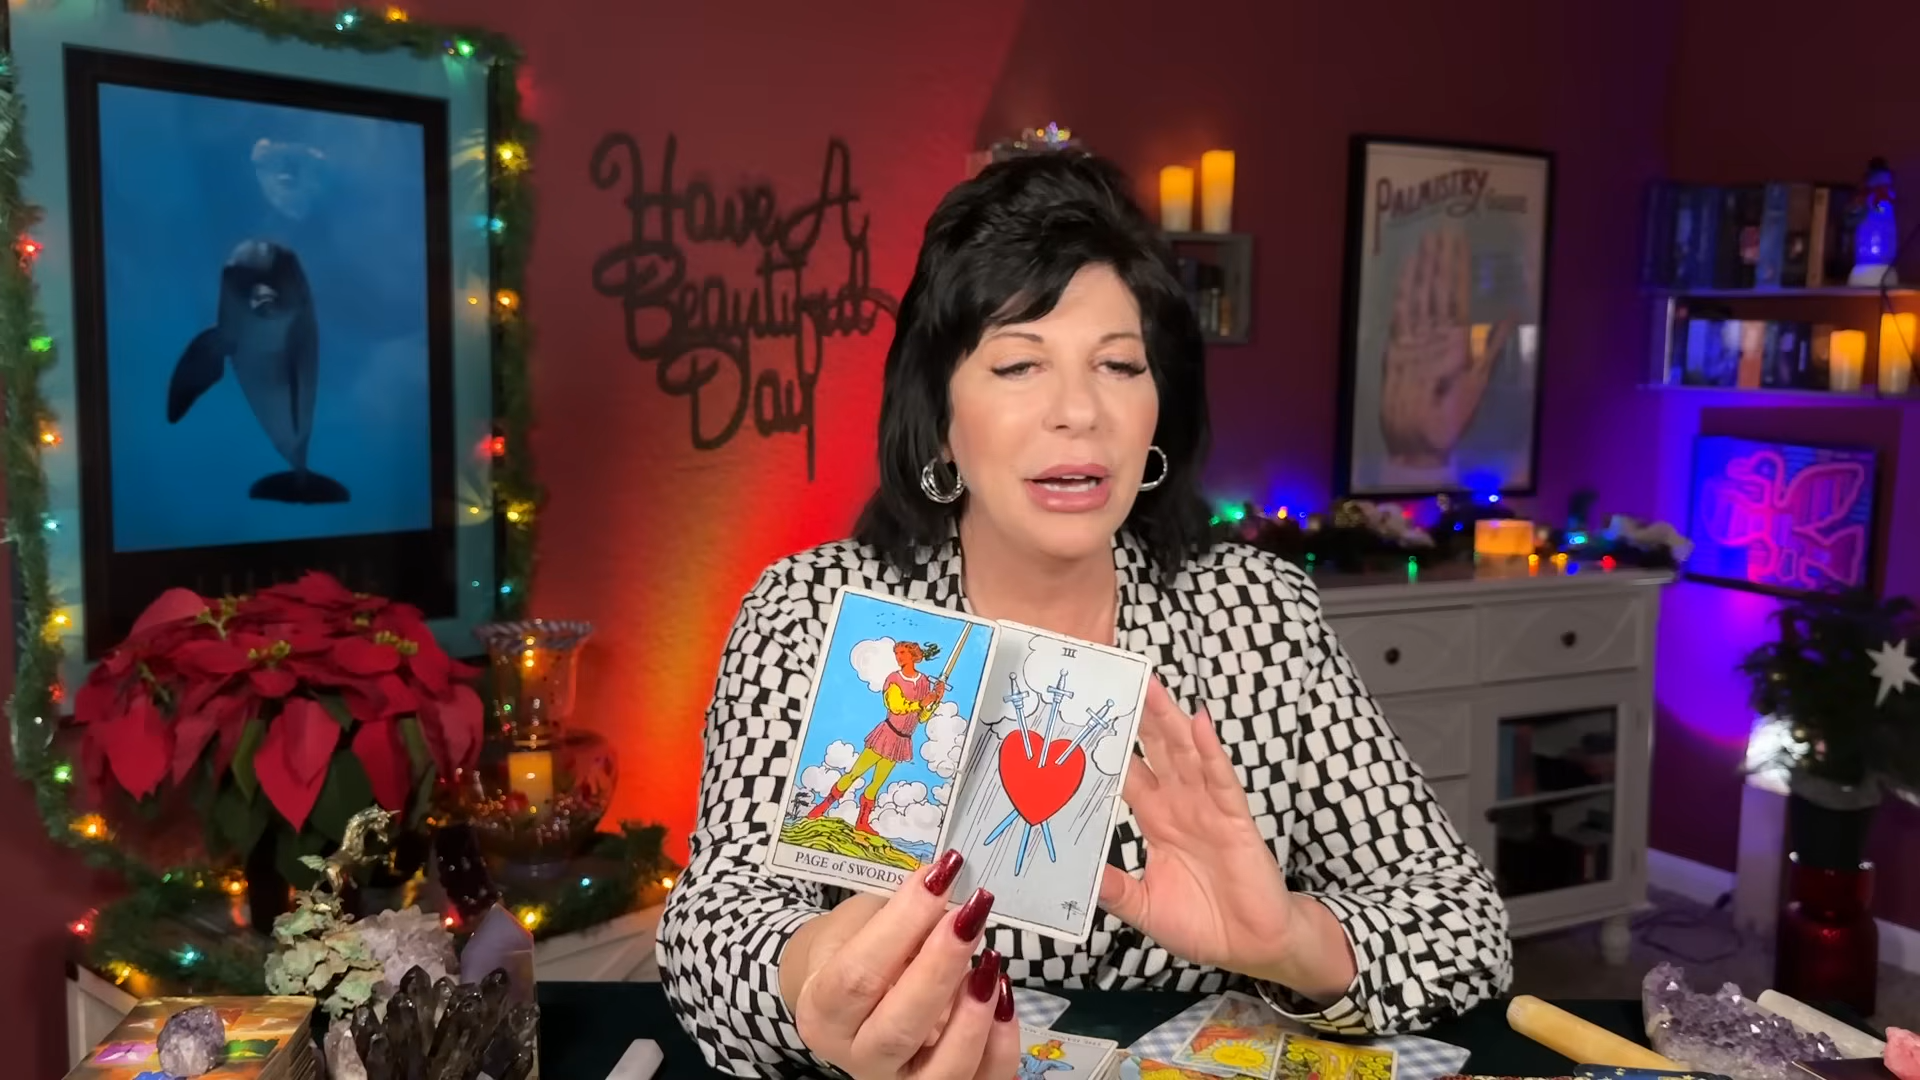 Have A
Beautiful
Day
PALMISTRY
PAGE of SWORDS
III